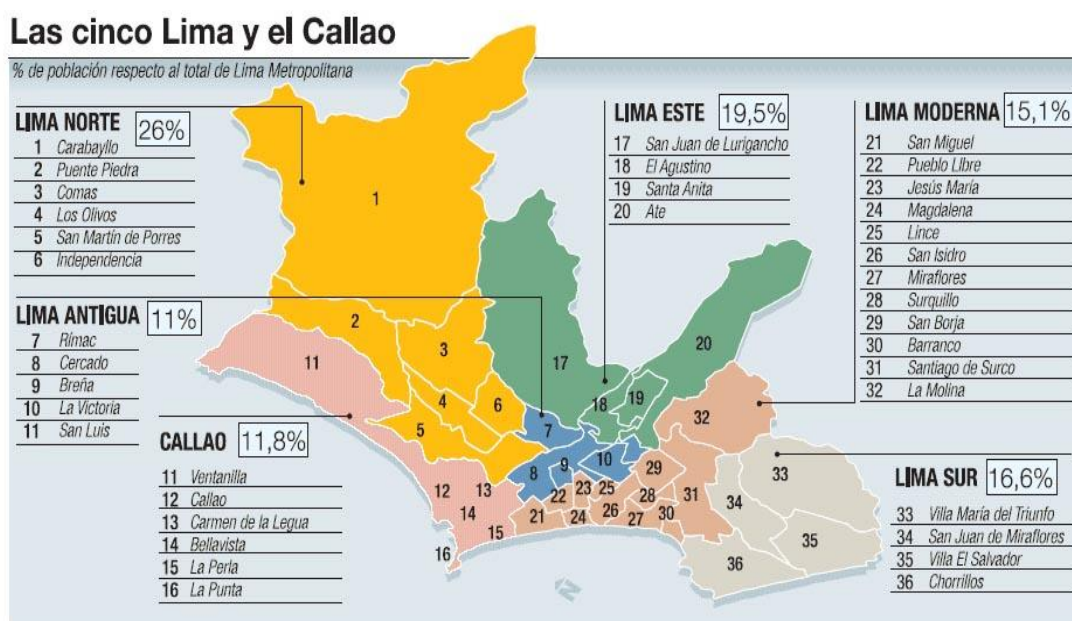 Las cinco Lima y el Callao
% de población respecto al total de Lima Metropolitana
LIMA NORTE 26%
1 Carabayllo
2 Puente Piedra
3 Comas
4 Los Olivos
5 San Martín de Porres
6 Independencia
LIMA ANTIGUA 11%
7 Rímac
8 Cercado
9 Breña
10 La Victoria
11 San Luis
CALLAO 11,8%
11 Ventanilla
12 Callao
13 Carmen de la Legua
14 Bellavista
15 La Perla
16 La Punta
LIMA ESTE 19,5%
17 San Juan de Lurigancho
18 El Agustino
19 Santa Anita
20 Ate
LIMA MODERNA 15,1%
21 San Miguel
22 Pueblo LIbre
23 Jesús María
24 Magdalena
25 Lince
26 San Isidro
27 Miraflores
28 Surquillo
29 San Borja
30 Barranco
31 Santiago de Surco
32 La Molina
LIMA SUR 16,6%
33 Villa María del Triunfo
34 San Juan de Miraflores
35 Villa El Salvador
36 Chorrillos
1
2
3
11
17
20
4
18
19
6
5
7
32
10
9
8
29
33
12
13
22
23
25
28
31
34
14
21
24
26
27
30
15
35
16
36
N